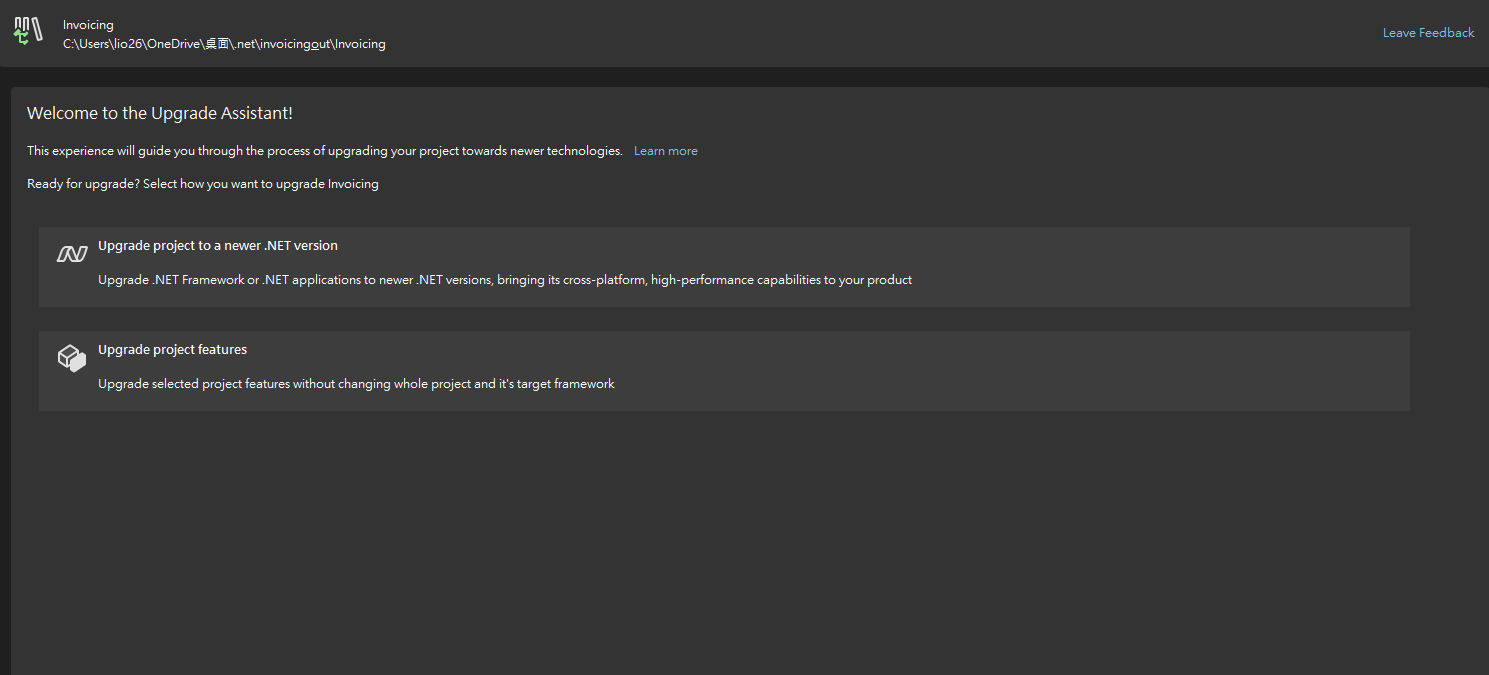 Invoicing
C:\Users\lio26\OneDrive\桌面\.net\invoicingout\Invoicing
Leave Feedback
Welcome to the Upgrade Assistant!
This experience will guide you through the process of upgrading your project towards newer technologies. Learn more
Ready for upgrade? Select how you want to upgrade Invoicing
Upgrade project to a newer .NET version
Upgrade .NET Framework or .NET applications to newer .NET versions, bringing its cross-platform, high-performance capabilities to your product
Upgrade project features
Upgrade selected project features without changing whole project and it's target framework